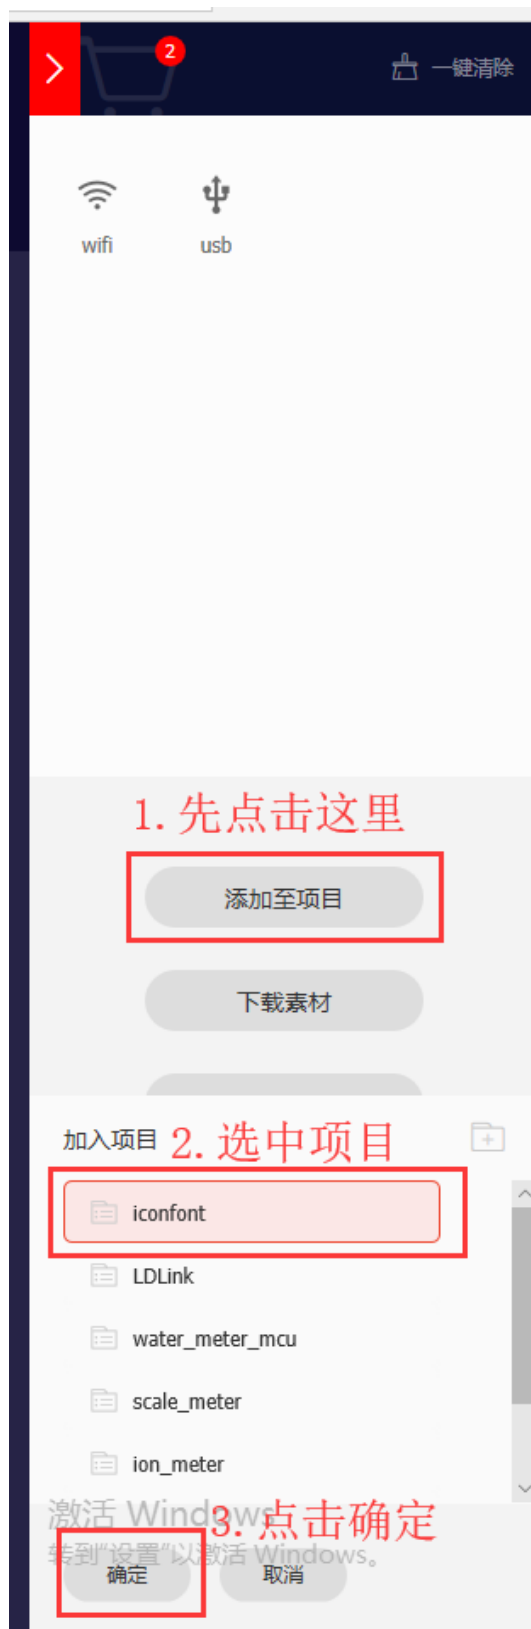 2
一键清除
wifi
usb
1. 先点击这里
添加至项目
下载素材
加入项目
2. 选中项目
iconfont
LDLink
water_meter_mcu
scale_meter
ion_meter
激活 Windows
3. 点击确定
转到"设置"以激活 Windows。
确定
取消